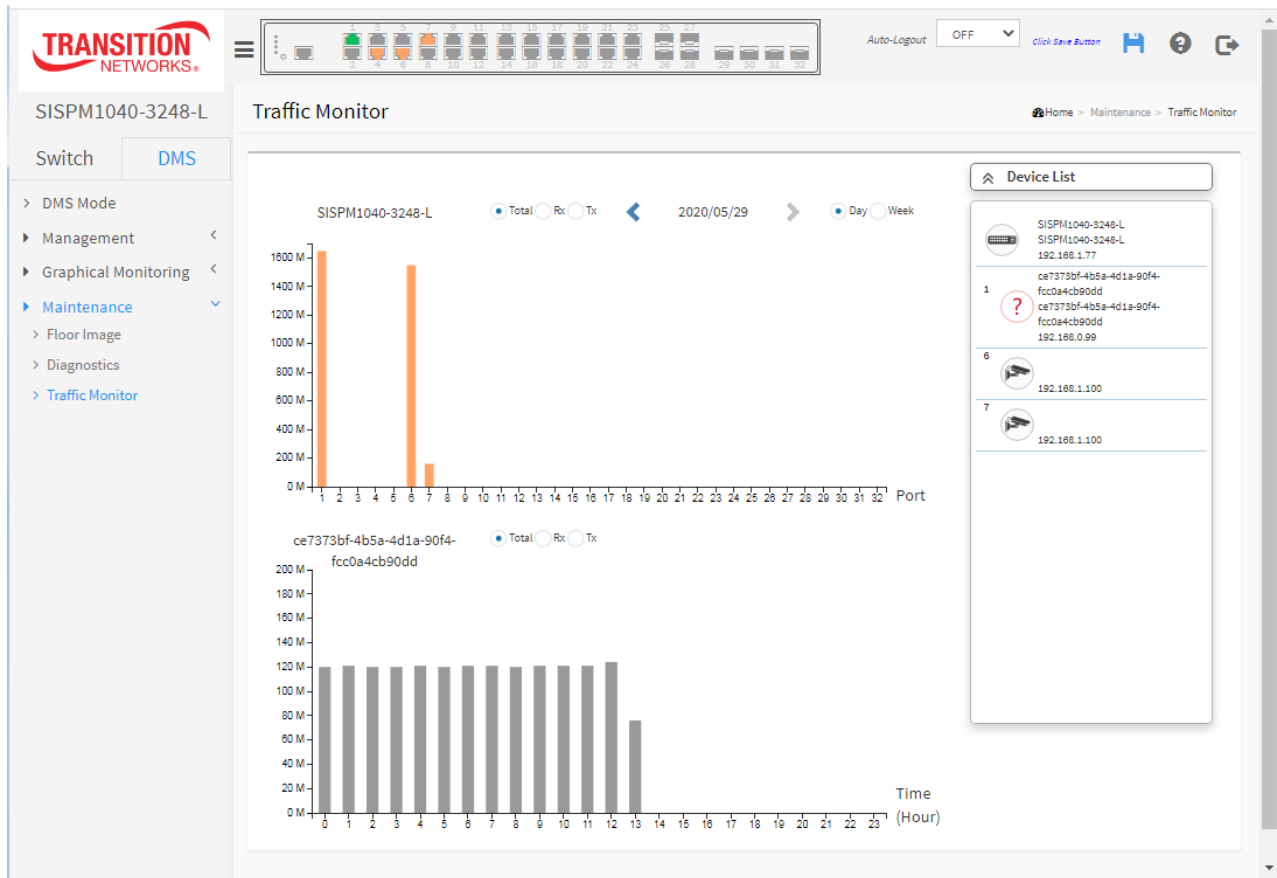 TRANSITION
NETWORKS®
1 3 5 7 9 11 13 15 17 19 21 23 25 27
2 4 6 8 10 12 14 16 18 20 22 24 26 28 29 30 31 32
Auto-Logout OFF Click Save Button
SISPM1040-3248-L
Traffic Monitor
Home > Maintenance > Traffic Monitor
Switch DMS
> DMS Mode
Management
Graphical Monitoring
Maintenance
> Floor Image
> Diagnostics
> Traffic Monitor
SISPM1040-3248-L Total Rx Tx 2020/05/29 Day Week
1600 M
1400 M
1200 M
1000 M
800 M
600 M
400 M
200 M
0 M
1 2 3 4 5 6 7 8 9 10 11 12 13 14 15 16 17 18 19 20 21 22 23 24 25 26 27 28 29 30 31 32 Port
ce7373bf-4b5a-4d1a-90f4-
fcc0a4cb90dd
Total Rx Tx
200 M
180 M
160 M
140 M
120 M
100 M
80 M
60 M
40 M
20 M
0 M
0 1 2 3 4 5 6 7 8 9 10 11 12 13 14 15 16 17 18 19 20 21 22 23
Time
(Hour)
Device List
SISPM1040-3248-L
SISPM1040-3248-L
192.168.1.77
1
?
ce7373bf-4b5a-4d1a-90f4-
fcc0a4cb90dd
ce7373bf-4b5a-4d1a-90f4-
fcc0a4cb90dd
192.168.0.99
6
192.168.1.100
7
192.168.1.100